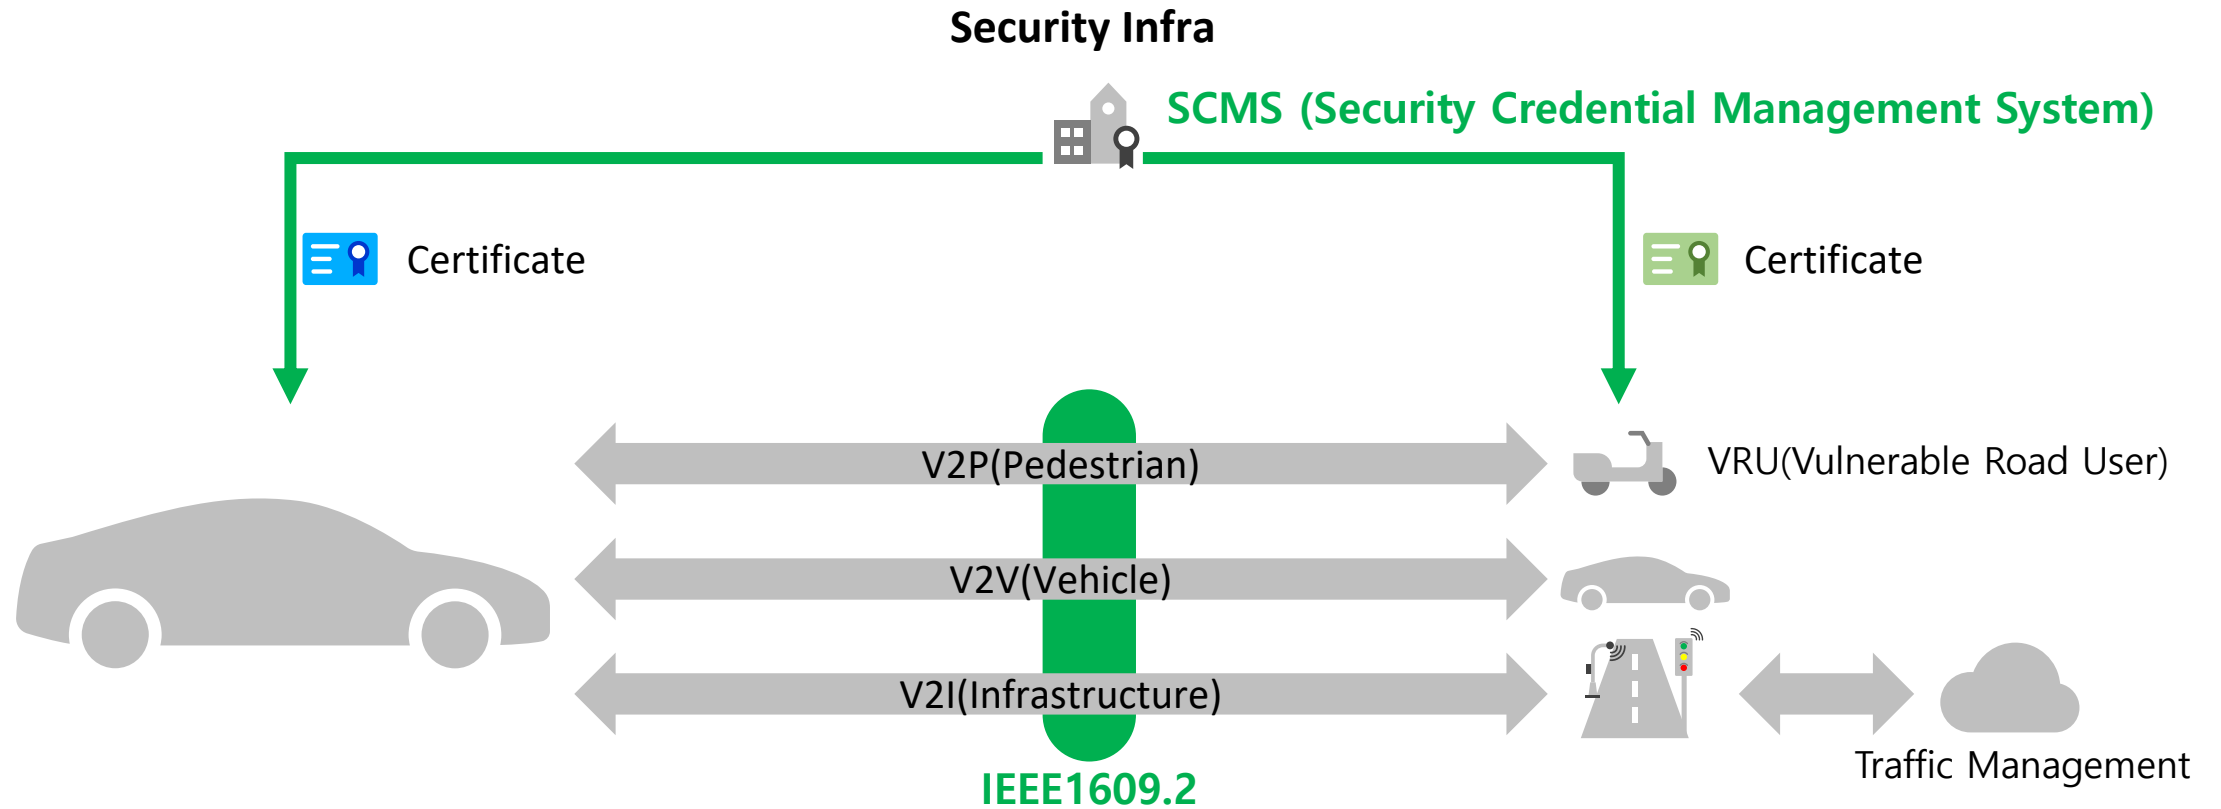 Security Infra
SCMS (Security Credential Management System)
Certificate
Certificate
V2P(Pedestrian)
VRU(Vulnerable Road User)
V2V(Vehicle)
V2I(Infrastructure)
Traffic Management
IEEE1609.2